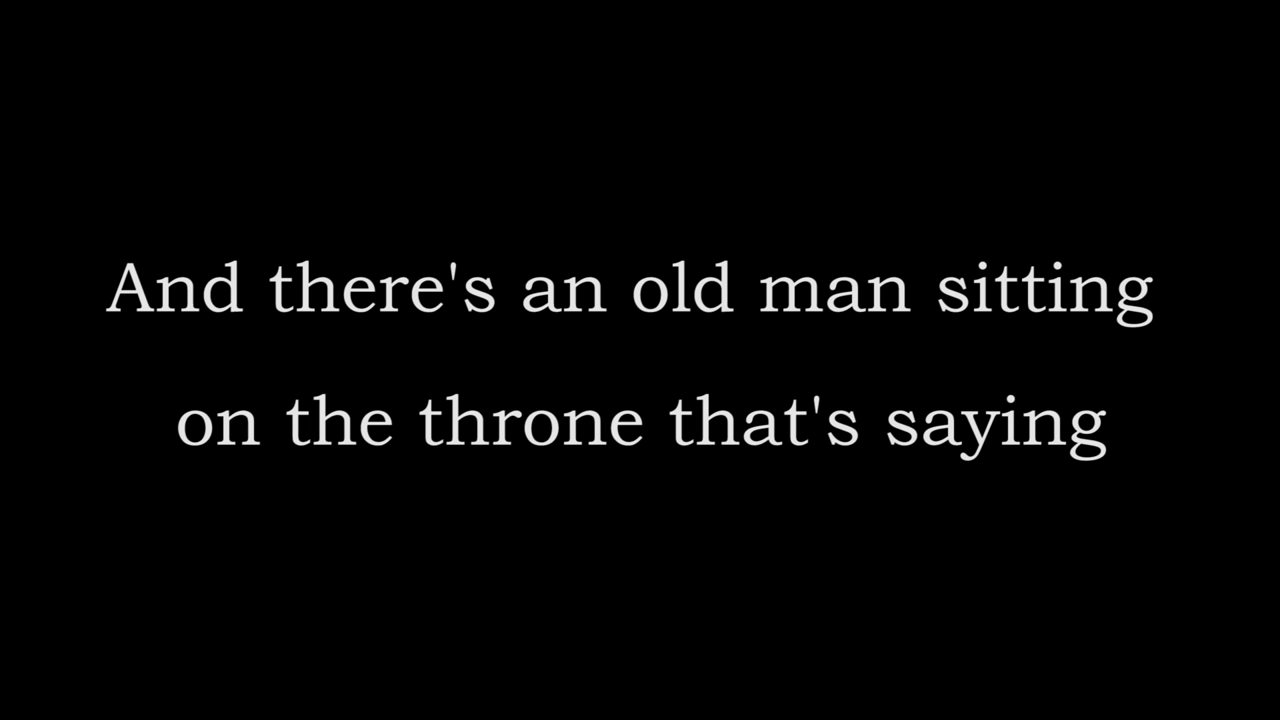 And there's an old man sitting
on the throne that's saying